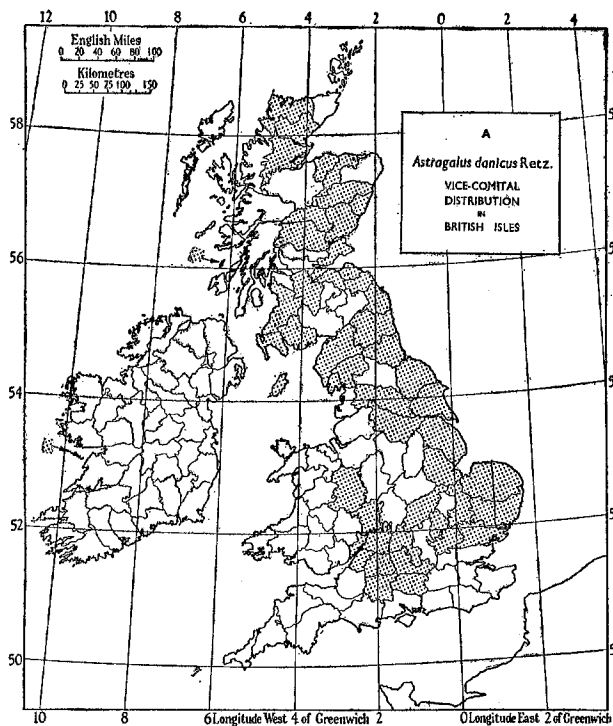 12 10 8 6 4 2 0 2 4
English Miles
0 20 40 60 80 100
Kilometres
0 25 50 75 100 150
A
Astragalus danicus Retz.
VICE-COMITAL
DISTRIBUTION
IN
BRITISH ISLES
58
56
54
52
50
10 8 6 Longitude West 4 of Greenwich 2 0 Longitude East 2 of Greenwich